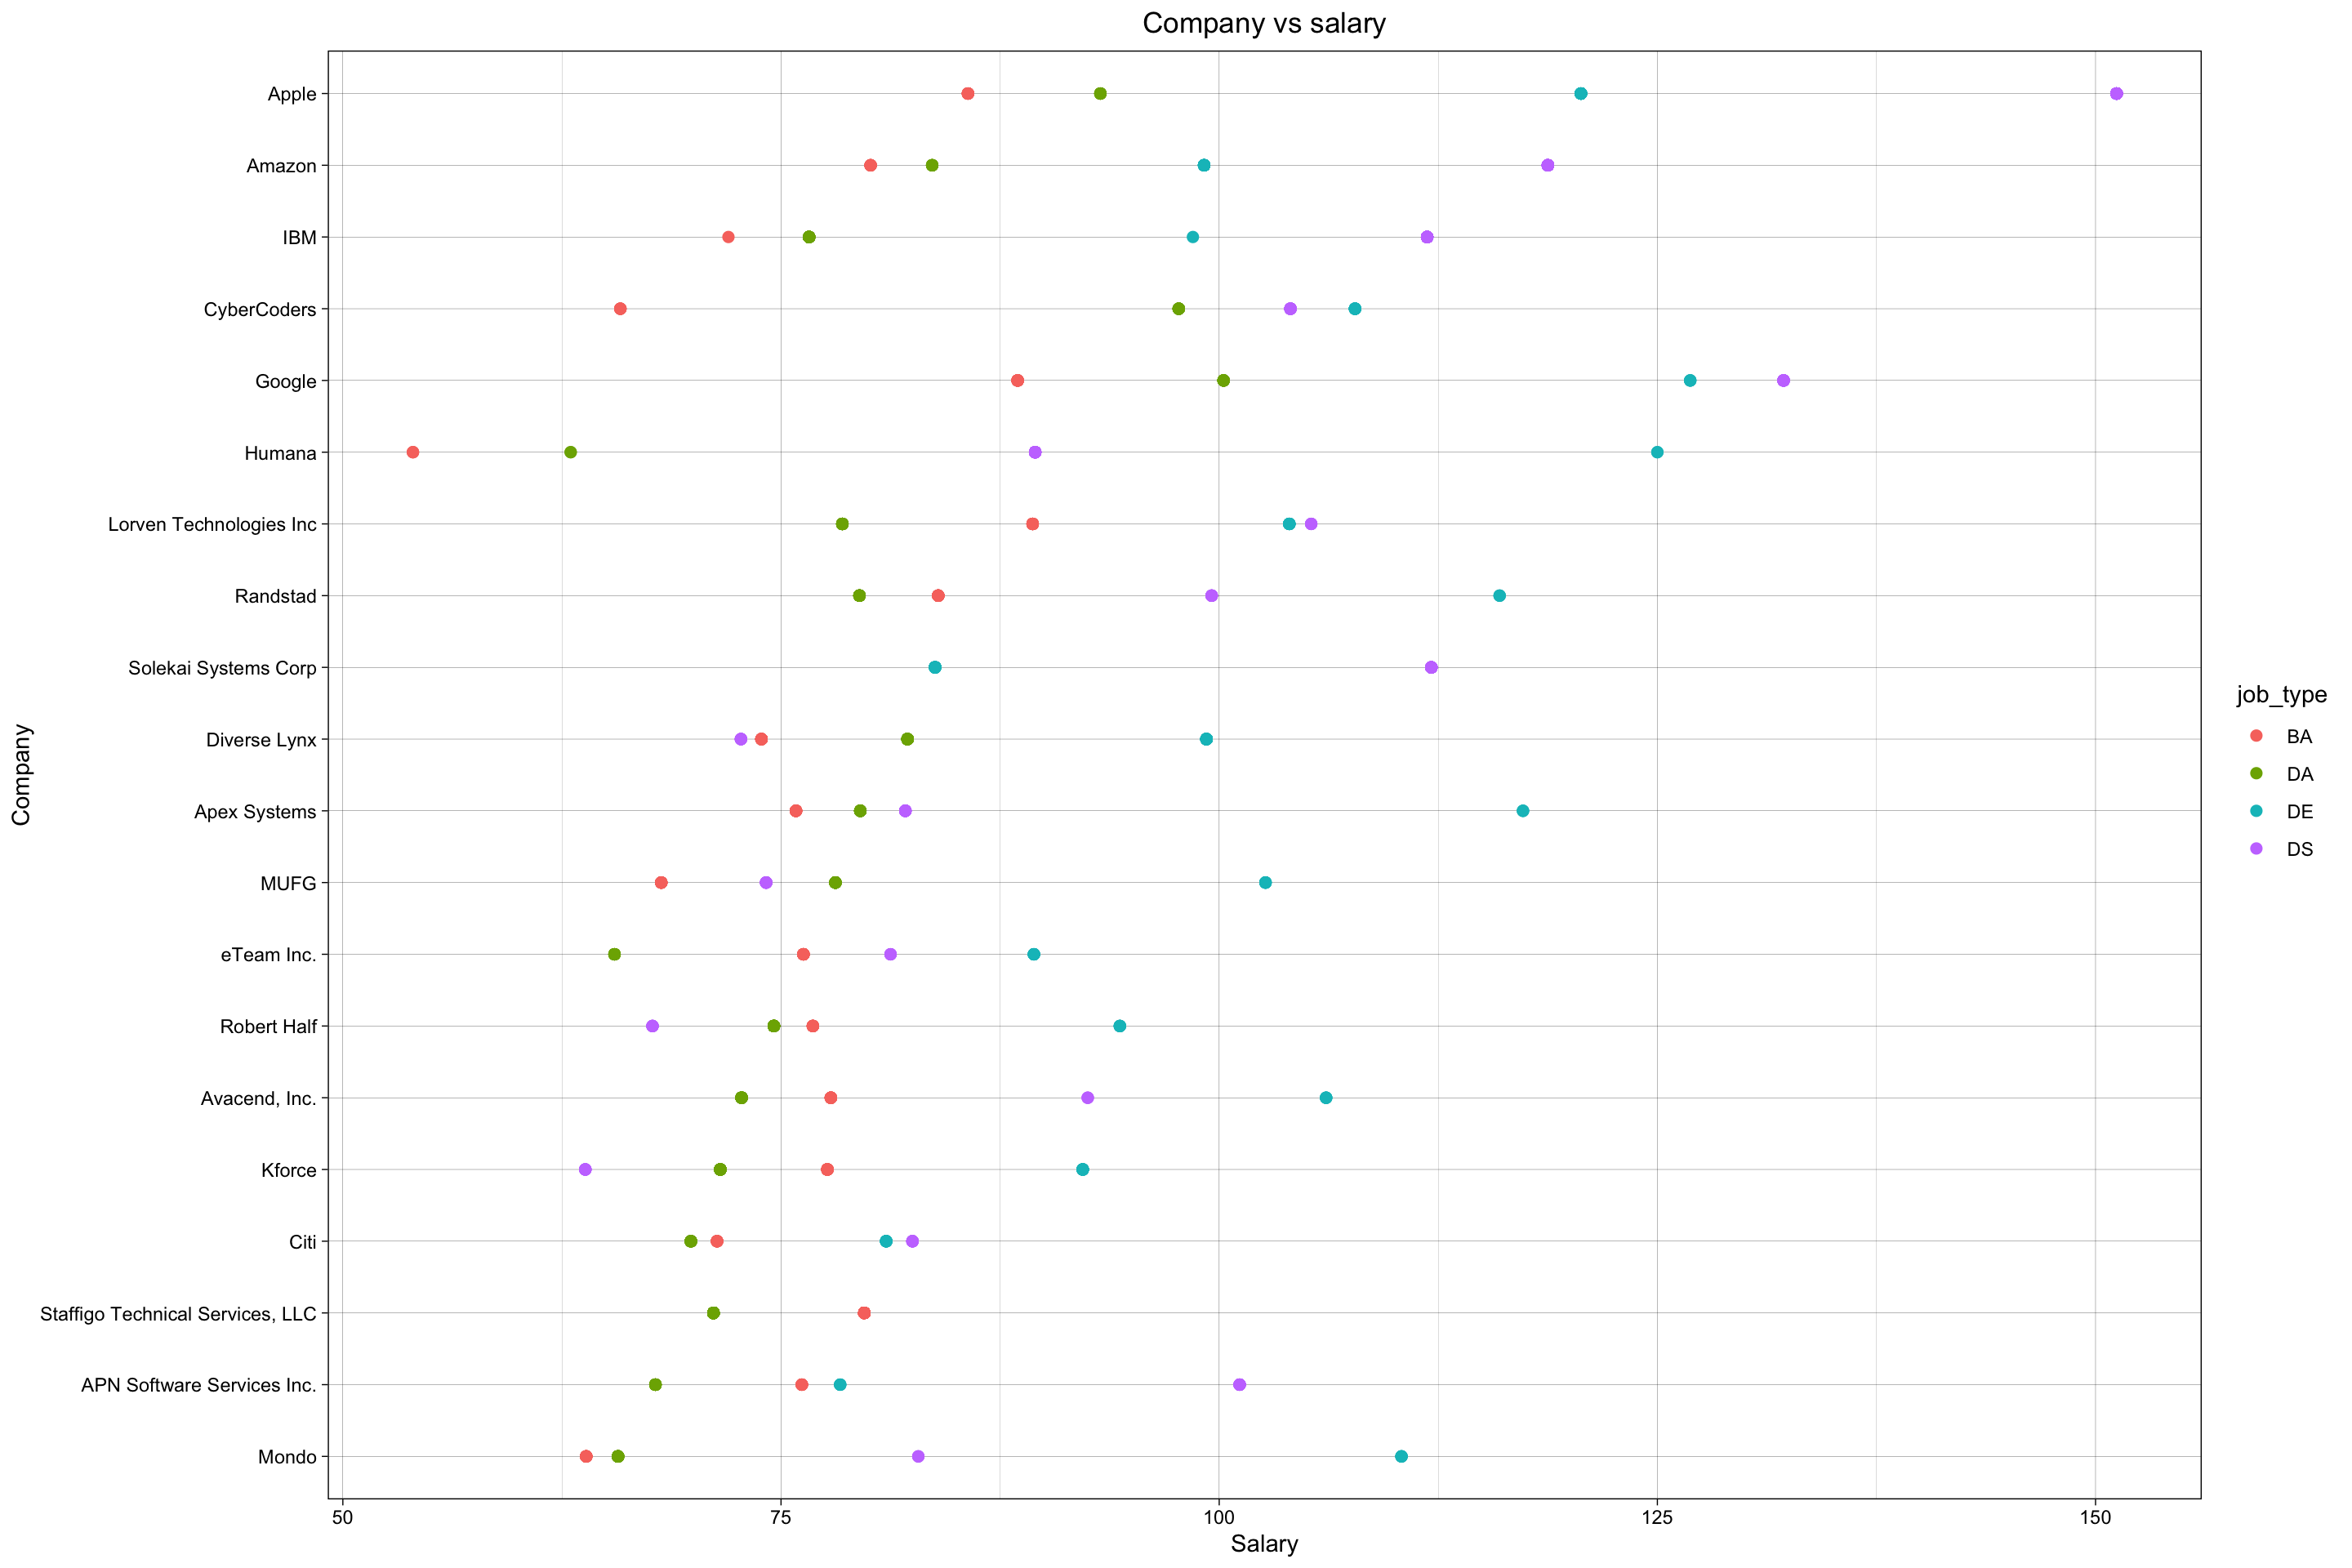 Company vs salary
Apple
Amazon
IBM
CyberCoders
Google
Humana
Lorven Technologies Inc
Randstad
Solekai Systems Corp
Diverse Lynx
Apex Systems
MUFG
eTeam Inc.
Robert Half
Avacend, Inc.
Kforce
Citi
Staffigo Technical Services, LLC
APN Software Services Inc.
Mondo
Company
50 75 100 125 150
Salary
job_type
BA
DA
DE
DS